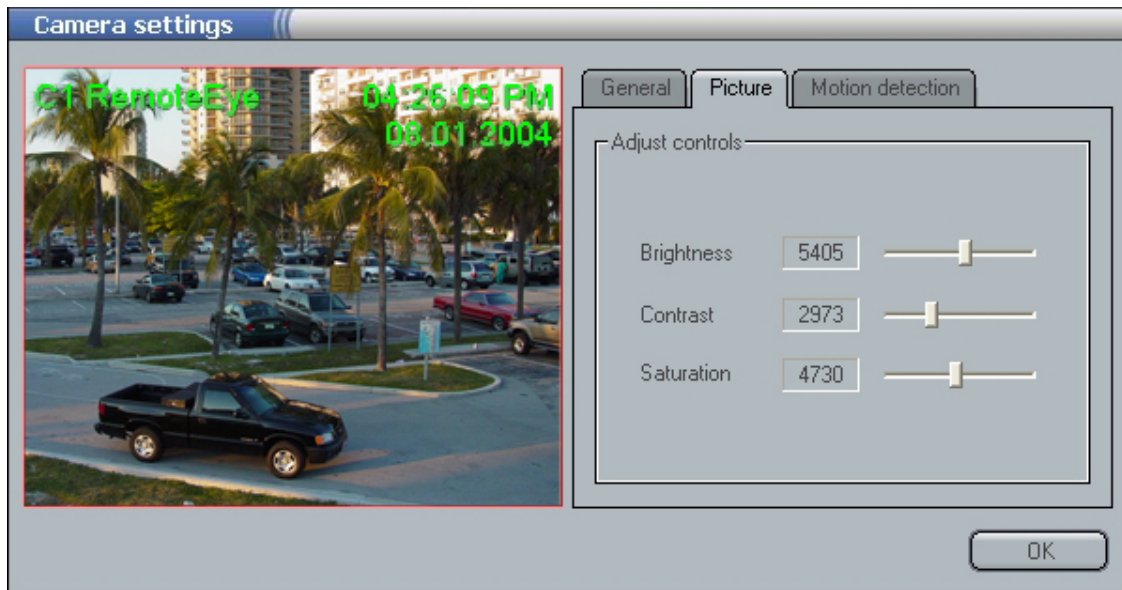 Camera settings
C1 RemoteEye
04:26:09 PM
08.01.2004
General
Picture
Motion detection
Adjust controls
Brightness 5405
Contrast 2973
Saturation 4730
OK